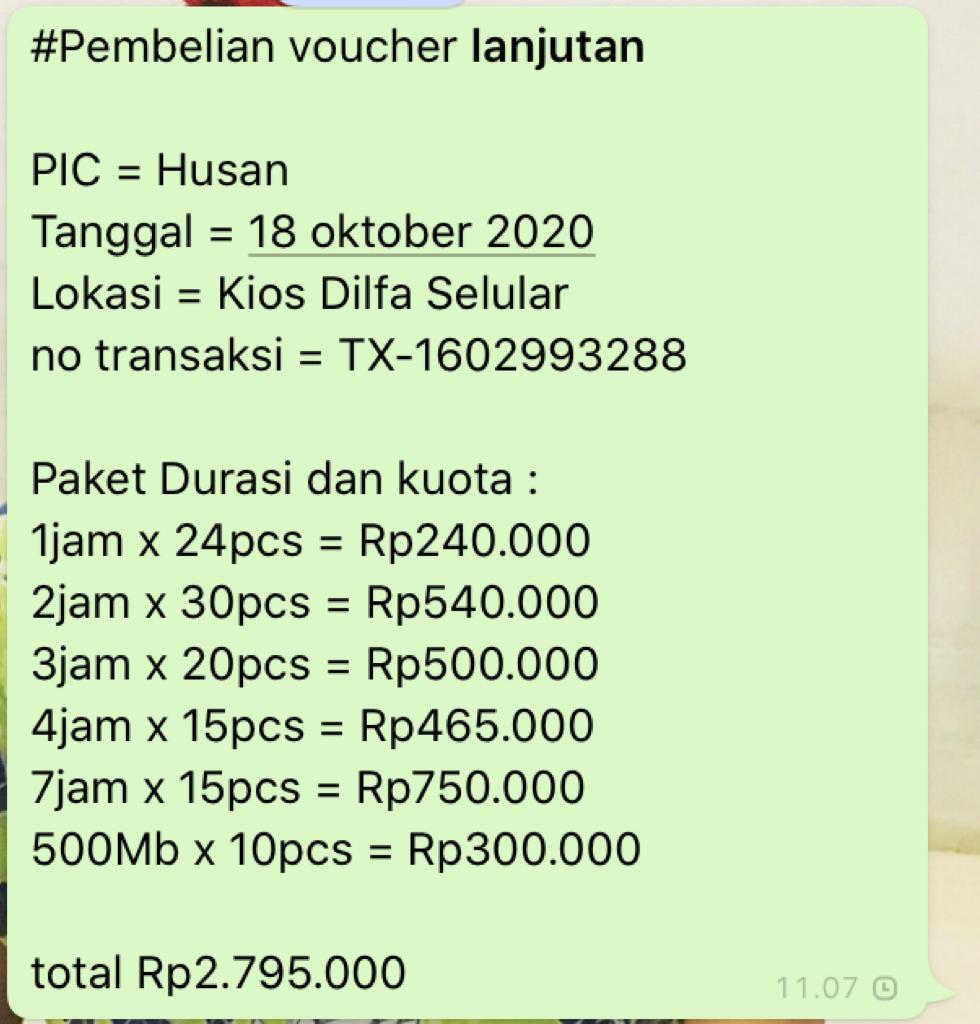 #Pembelian voucher lanjutan
PIC = Husan
Tanggal = 18 oktober 2020
Lokasi = Kios Dilfa Selular
no transaksi = TX-1602993288
Paket Durasi dan kuota :
1jam x 24pcs = Rp240.000
2jam x 30pcs = Rp540.000
3jam x 20pcs = Rp500.000
4jam x 15pcs = Rp465.000
7jam x 15pcs = Rp750.000
500Mb x 10pcs = Rp300.000
total Rp2.795.000
11.07